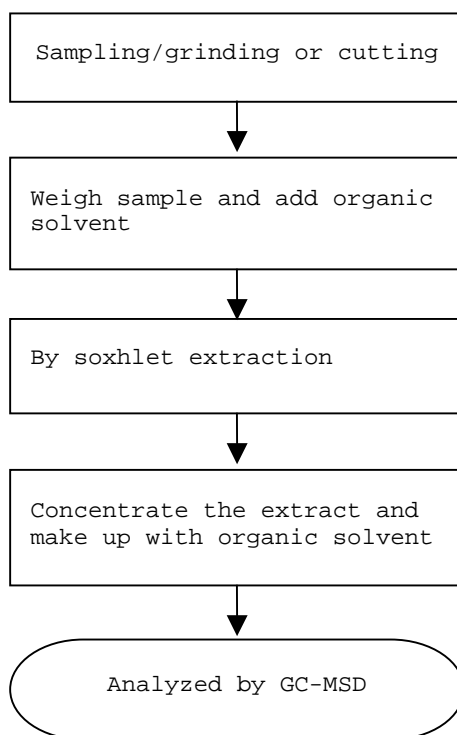 Sampling/grinding or cutting
Weigh sample and add organic
solvent
By soxhlet extraction
Concentrate the extract and
make up with organic solvent
Analyzed by GC-MSD